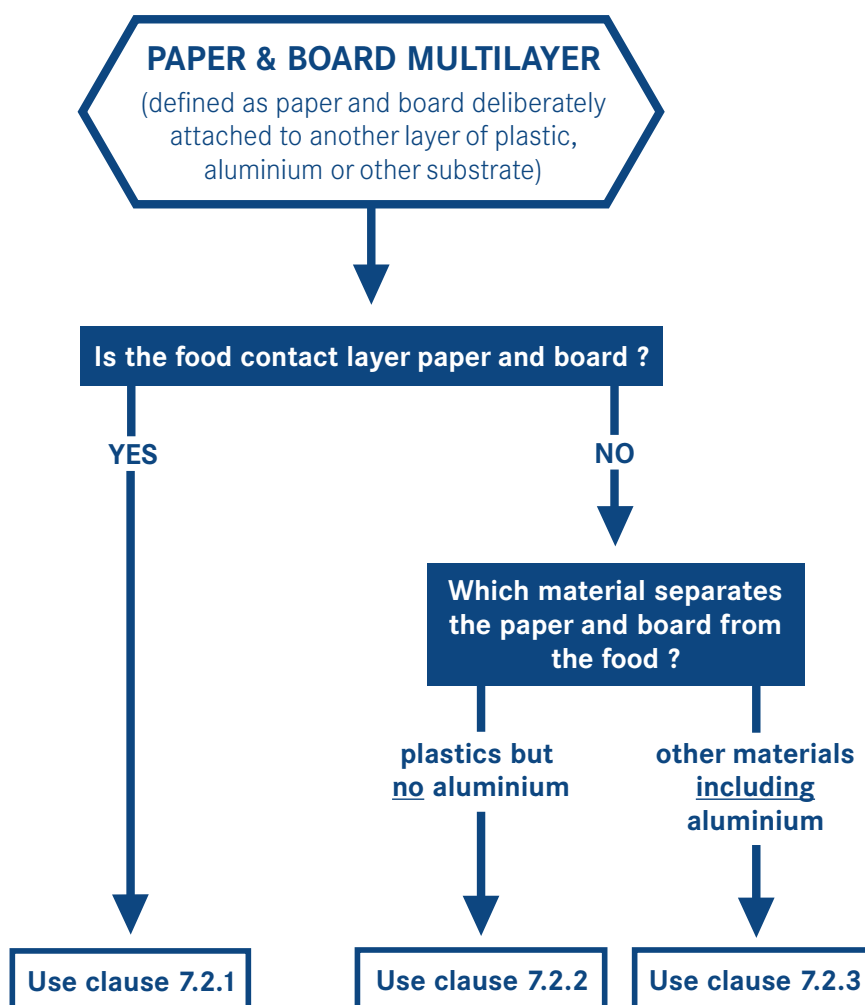 PAPER & BOARD MULTILAYER
(defined as paper and board deliberately
attached to another layer of plastic,
aluminium or other substrate)
Is the food contact layer paper and board ?
YES
NO
Which material separates
the paper and board from
the food ?
plastics but
no aluminium
other materials
including
aluminium
Use clause 7.2.1
Use clause 7.2.2
Use clause 7.2.3